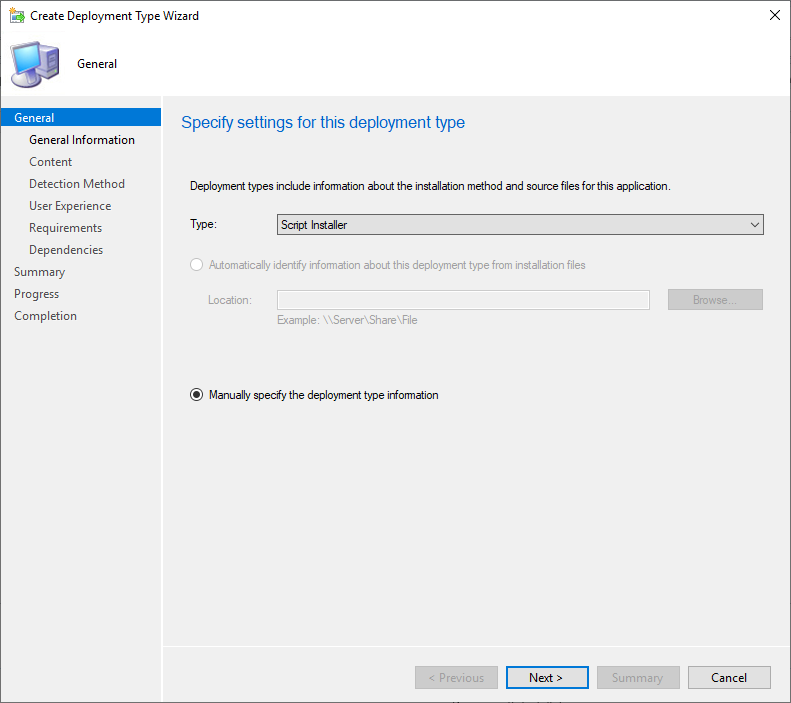 Create Deployment Type Wizard
General
General
General Information
Content
Detection Method
User Experience
Requirements
Dependencies
Summary
Progress
Completion
Specify settings for this deployment type
Deployment types include information about the installation method and source files for this application.
Type: Script Installer
Automatically identify information about this deployment type from installation files
Location: Browse...
Example: \\Server\Share\File
Manually specify the deployment type information
< Previous Next > Summary Cancel